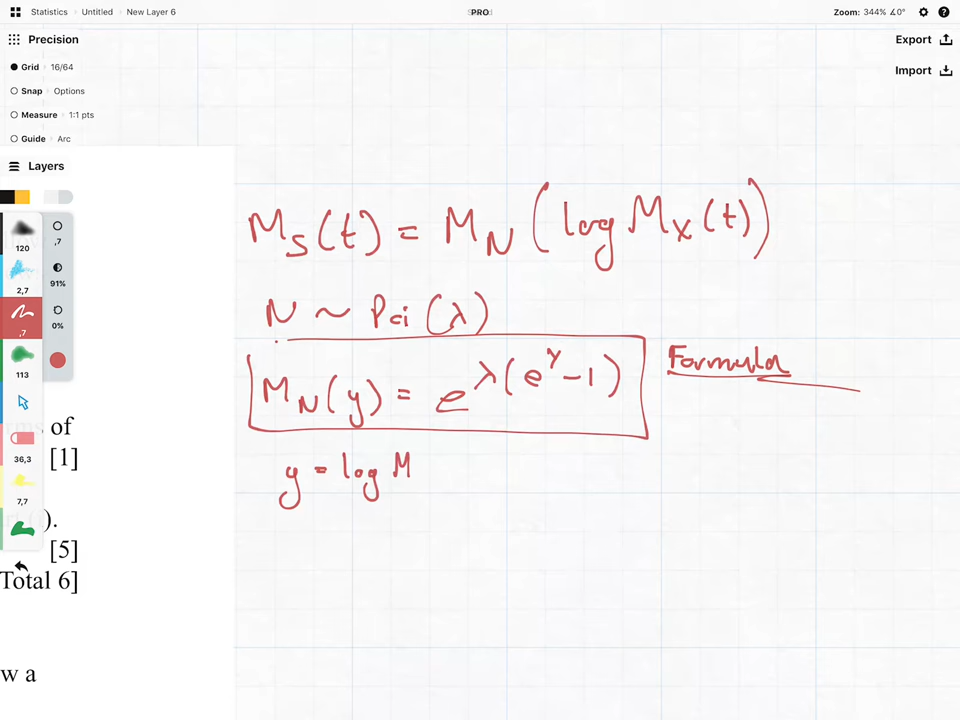 Statistics Untitled New Layer 6 PRO Zoom: 344% ∠0°
Precision Export
Grid 16/64 Import
Snap Options
Measure 1:1 pts
Guide Arc
Layers
,7
120
91%
2,7
0%
,7
113
36,3
7,7
ms of
[1]
).
[5]
Total 6]
w a
M_S(t) = M_N(log M_X(t))
N ~ Poi(λ)
M_N(y) = e^{λ(e^y - 1)} Formula
y = log M